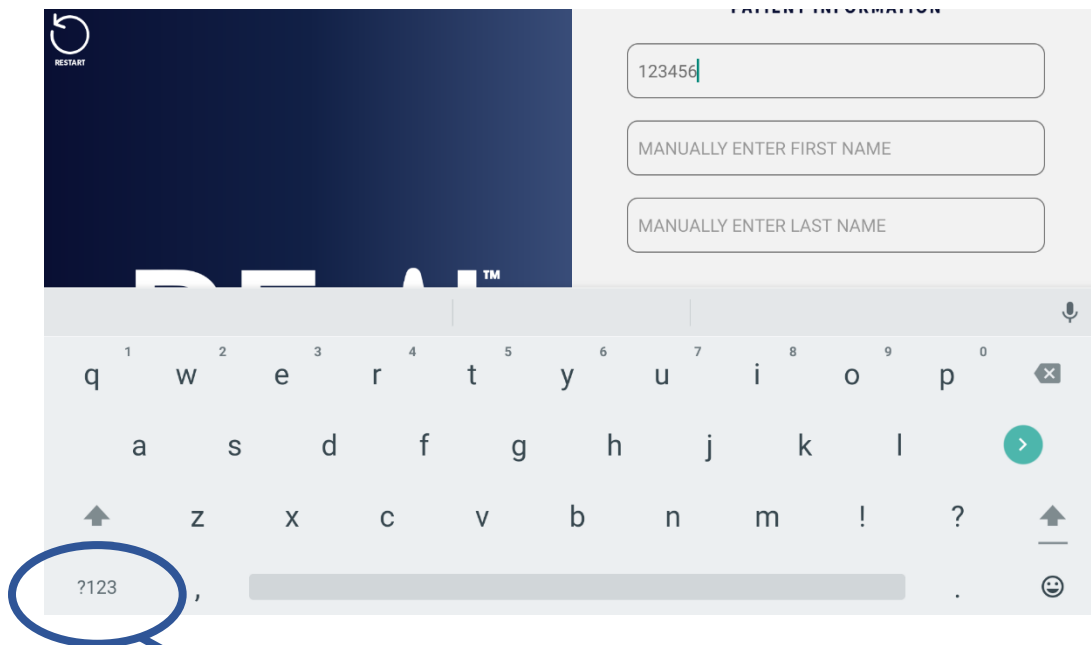 PATIENT INFORMATION
RESTART
123456
MANUALLY ENTER FIRST NAME
MANUALLY ENTER LAST NAME
™
1 2 3 4 5 6 7 8 9 0
q w e r t y u i o p
a s d f g h j k l
z x c v b n m ! ?
?123 , .